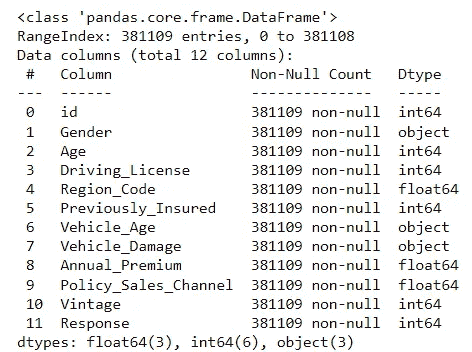 <class 'pandas.core.frame.DataFrame'>
RangeIndex: 381109 entries, 0 to 381108
Data columns (total 12 columns):
 #   Column                Non-Null Count   Dtype
---  ------                --------------   -----
 0   id                    381109 non-null  int64
 1   Gender                381109 non-null  object
 2   Age                   381109 non-null  int64
 3   Driving_License       381109 non-null  int64
 4   Region_Code           381109 non-null  float64
 5   Previously_Insured    381109 non-null  int64
 6   Vehicle_Age           381109 non-null  object
 7   Vehicle_Damage        381109 non-null  object
 8   Annual_Premium        381109 non-null  float64
 9   Policy_Sales_Channel  381109 non-null  float64
 10  Vintage               381109 non-null  int64
 11  Response              381109 non-null  int64
dtypes: float64(3), int64(6), object(3)